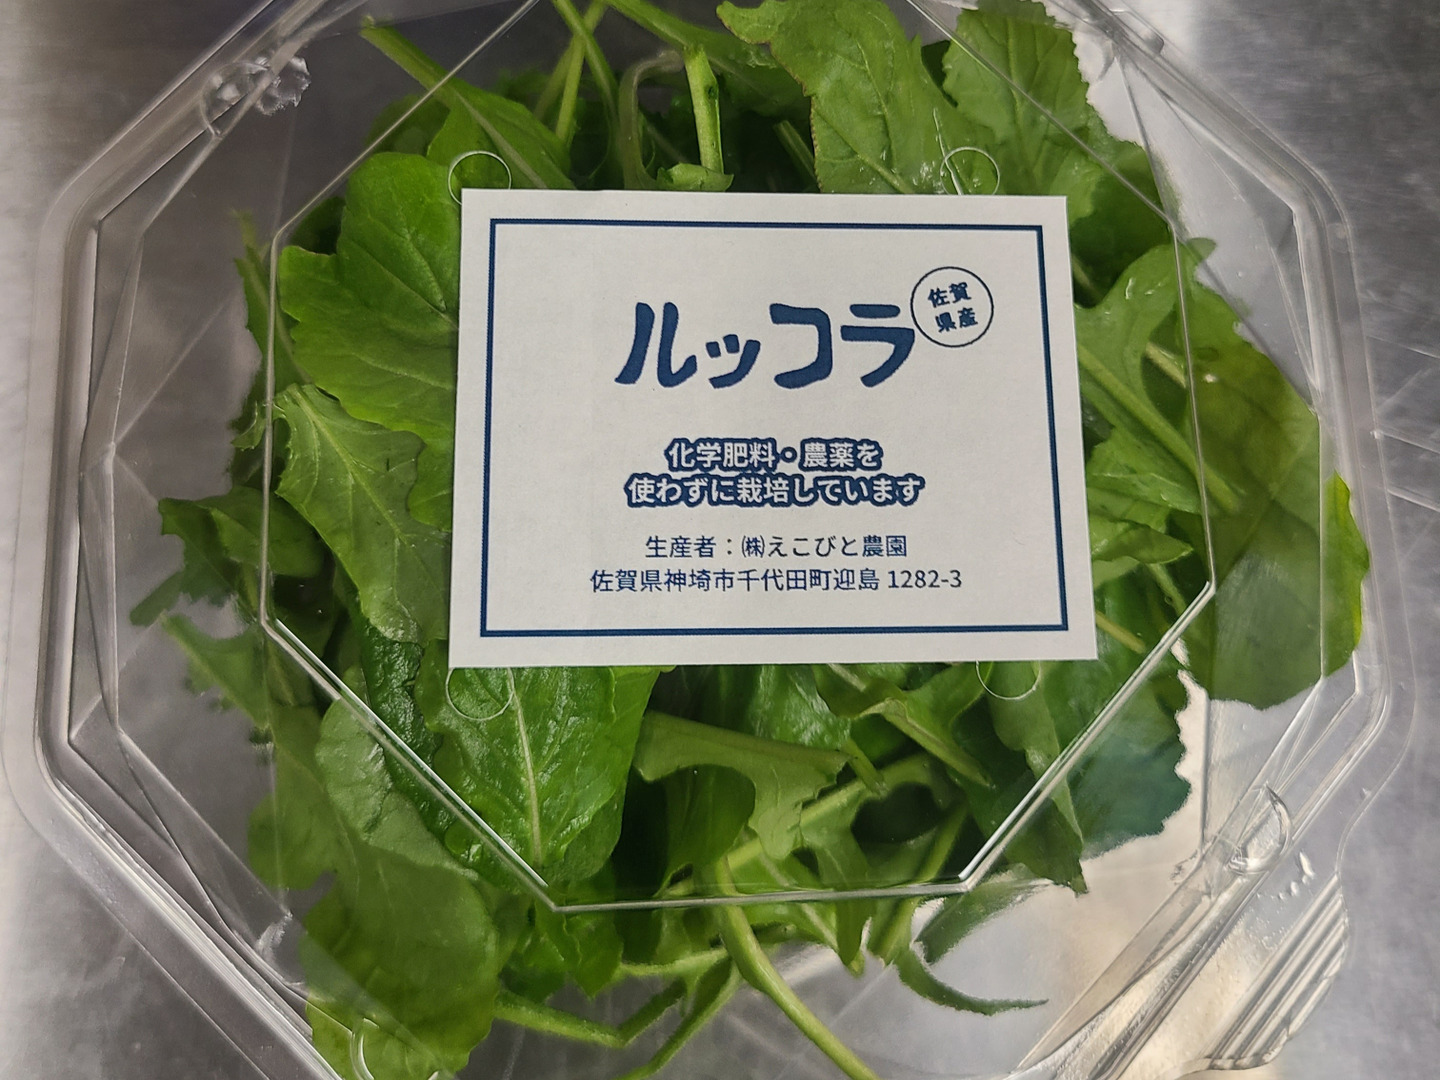 ルッコラ
佐賀
県産
化学肥料・農薬を
使わずに栽培しています
生産者：㈱えこびと農園
佐賀県神埼市千代田町迎島 1282-3